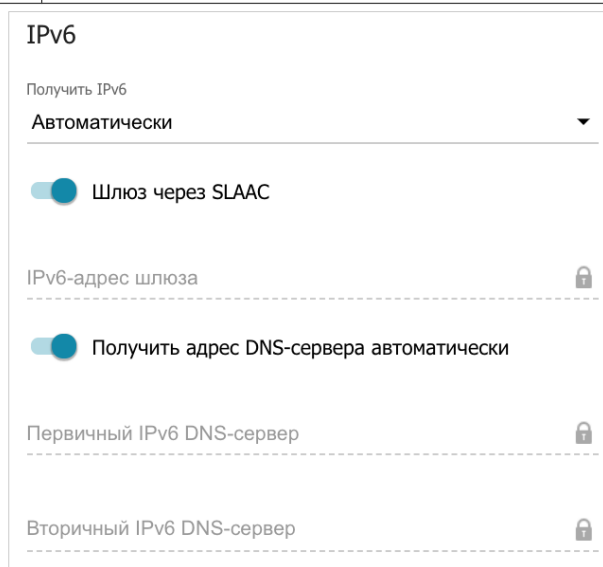 IPv6
Получить IPv6
Автоматически
Шлюз через SLAAC
IPv6-адрес шлюза
Получить адрес DNS-сервера автоматически
Первичный IPv6 DNS-сервер
Вторичный IPv6 DNS-сервер